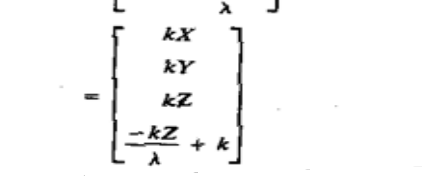 λ
kX
kY
=
kZ
-kZ
λ
+ k